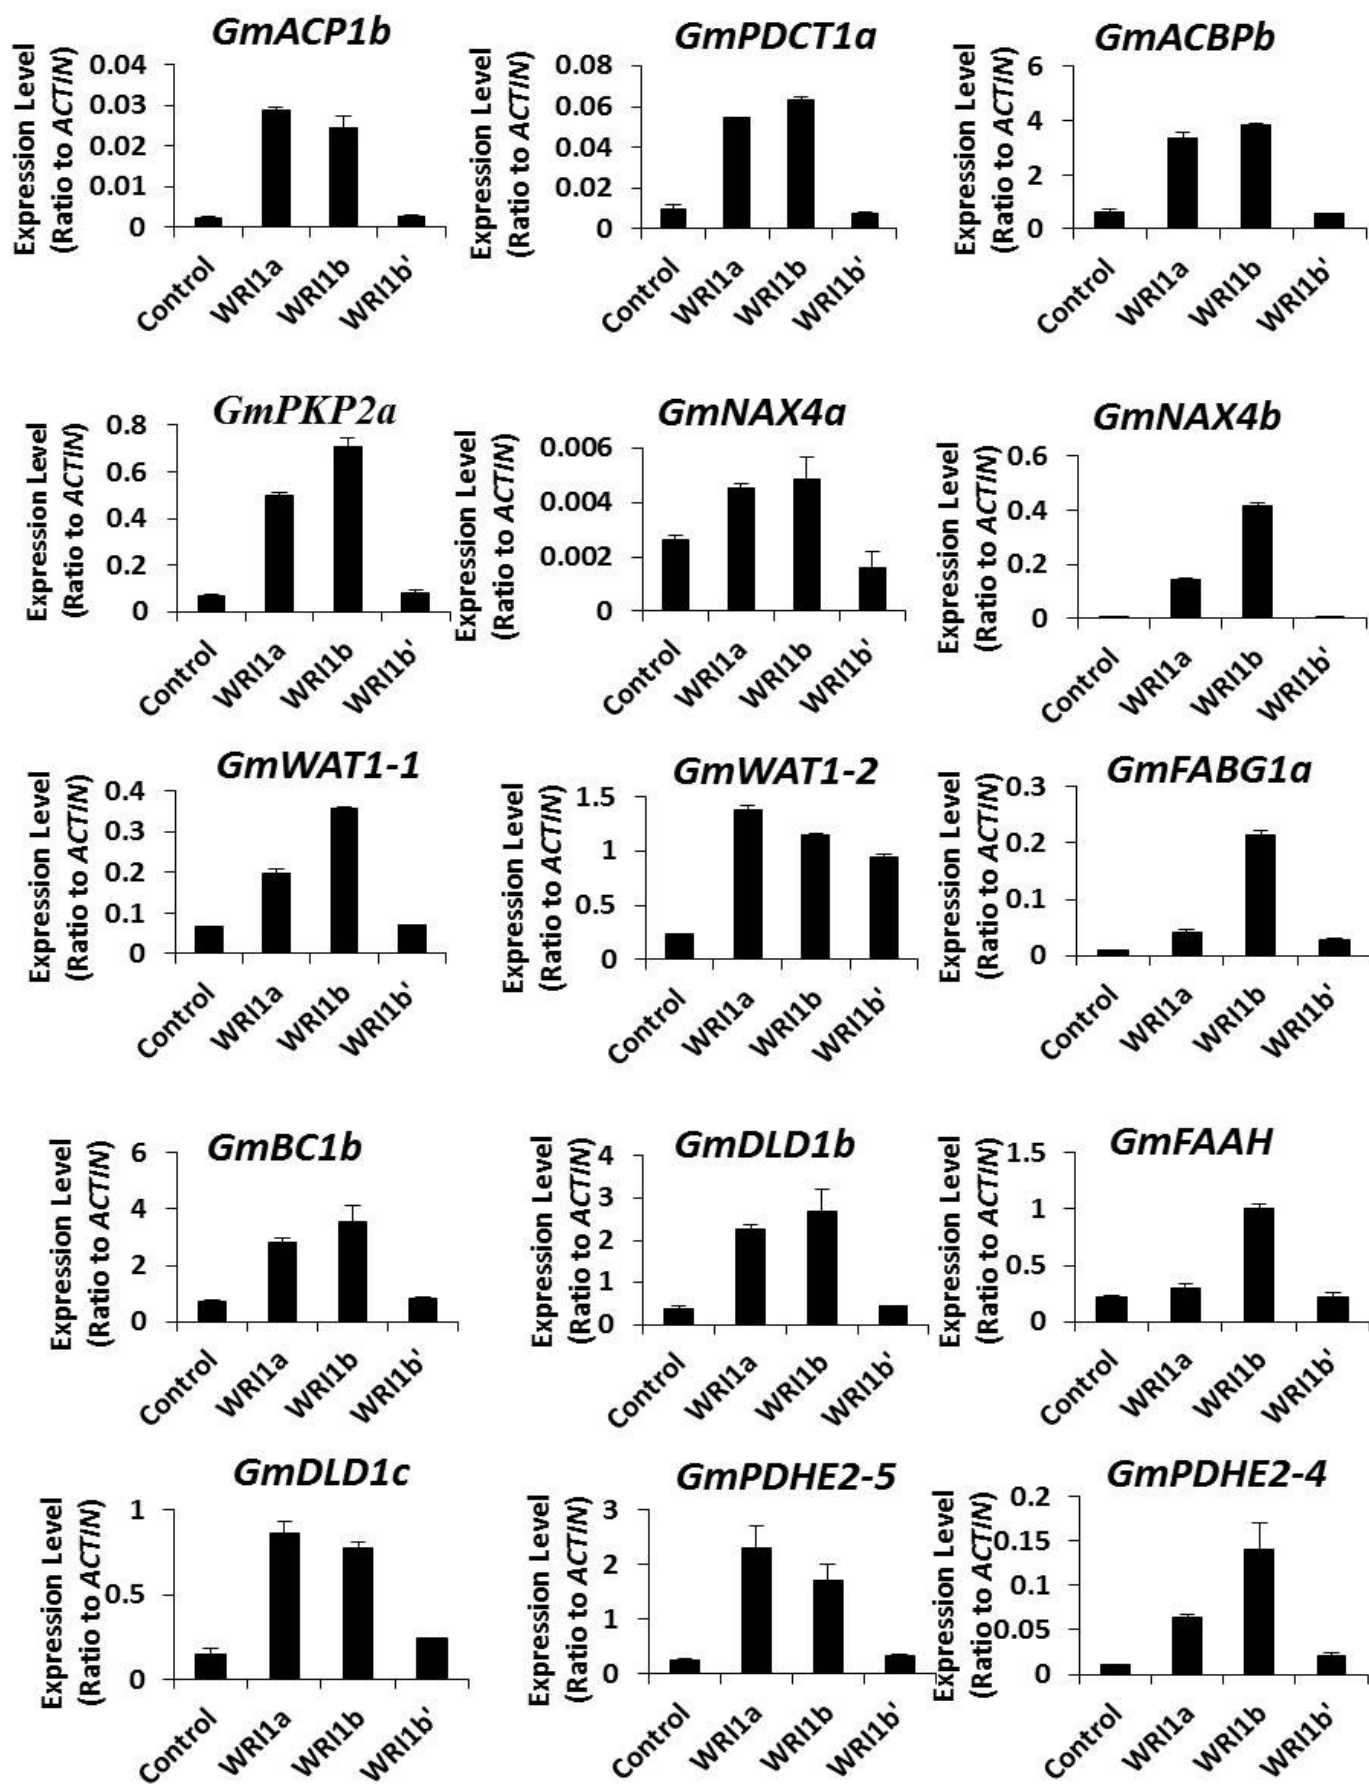 GmACP1b
Expression Level
(Ratio to ACTIN)
0.04
0.03
0.02
0.01
0
Control
WRI1a
WRI1b
WRI1b'
GmPDCT1a
Expression Level
(Ratio to ACTIN)
0.08
0.06
0.04
0.02
0
Control
WRI1a
WRI1b
WRI1b'
GmACBPb
Expression Level
(Ratio to ACTIN)
6
4
2
0
Control
WRI1a
WRI1b
WRI1b'
GmPKP2a
Expression Level
(Ratio to ACTIN)
0.8
0.6
0.4
0.2
0
Control
WRI1a
WRI1b
WRI1b'
GmNAX4a
Expression Level
(Ratio to ACTIN)
0.006
0.004
0.002
0
Control
WRI1a
WRI1b
WRI1b'
GmNAX4b
Expression Level
(Ratio to ACTIN)
0.6
0.4
0.2
0
Control
WRI1a
WRI1b
WRI1b'
GmWAT1-1
Expression Level
(Ratio to ACTIN)
0.4
0.3
0.2
0.1
0
Control
WRI1a
WRI1b
WRI1b'
GmWAT1-2
Expression Level
(Ratio to ACTIN)
1.5
1
0.5
0
Control
WRI1a
WRI1b
WRI1b'
GmFABG1a
Expression Level
(Ratio to ACTIN)
0.3
0.2
0.1
0
Control
WRI1a
WRI1b
WRI1b'
GmBC1b
Expression Level
(Ratio to ACTIN)
6
4
2
0
Control
WRI1a
WRI1b
WRI1b'
GmDLD1b
Expression Level
(Ratio to ACTIN)
4
3
2
1
0
Control
WRI1a
WRI1b
WRI1b'
GmFAAH
Expression Level
(Ratio to ACTIN)
1.5
1
0.5
0
Control
WRI1a
WRI1b
WRI1b'
GmDLD1c
Expression Level
(Ratio to ACTIN)
1
0.5
0
Control
WRI1a
WRI1b
WRI1b'
GmPDHE2-5
Expression Level
(Ratio to ACTIN)
3
2
1
0
Control
WRI1a
WRI1b
WRI1b'
GmPDHE2-4
Expression Level
(Ratio to ACTIN)
0.2
0.15
0.1
0.05
0
Control
WRI1a
WRI1b
WRI1b'